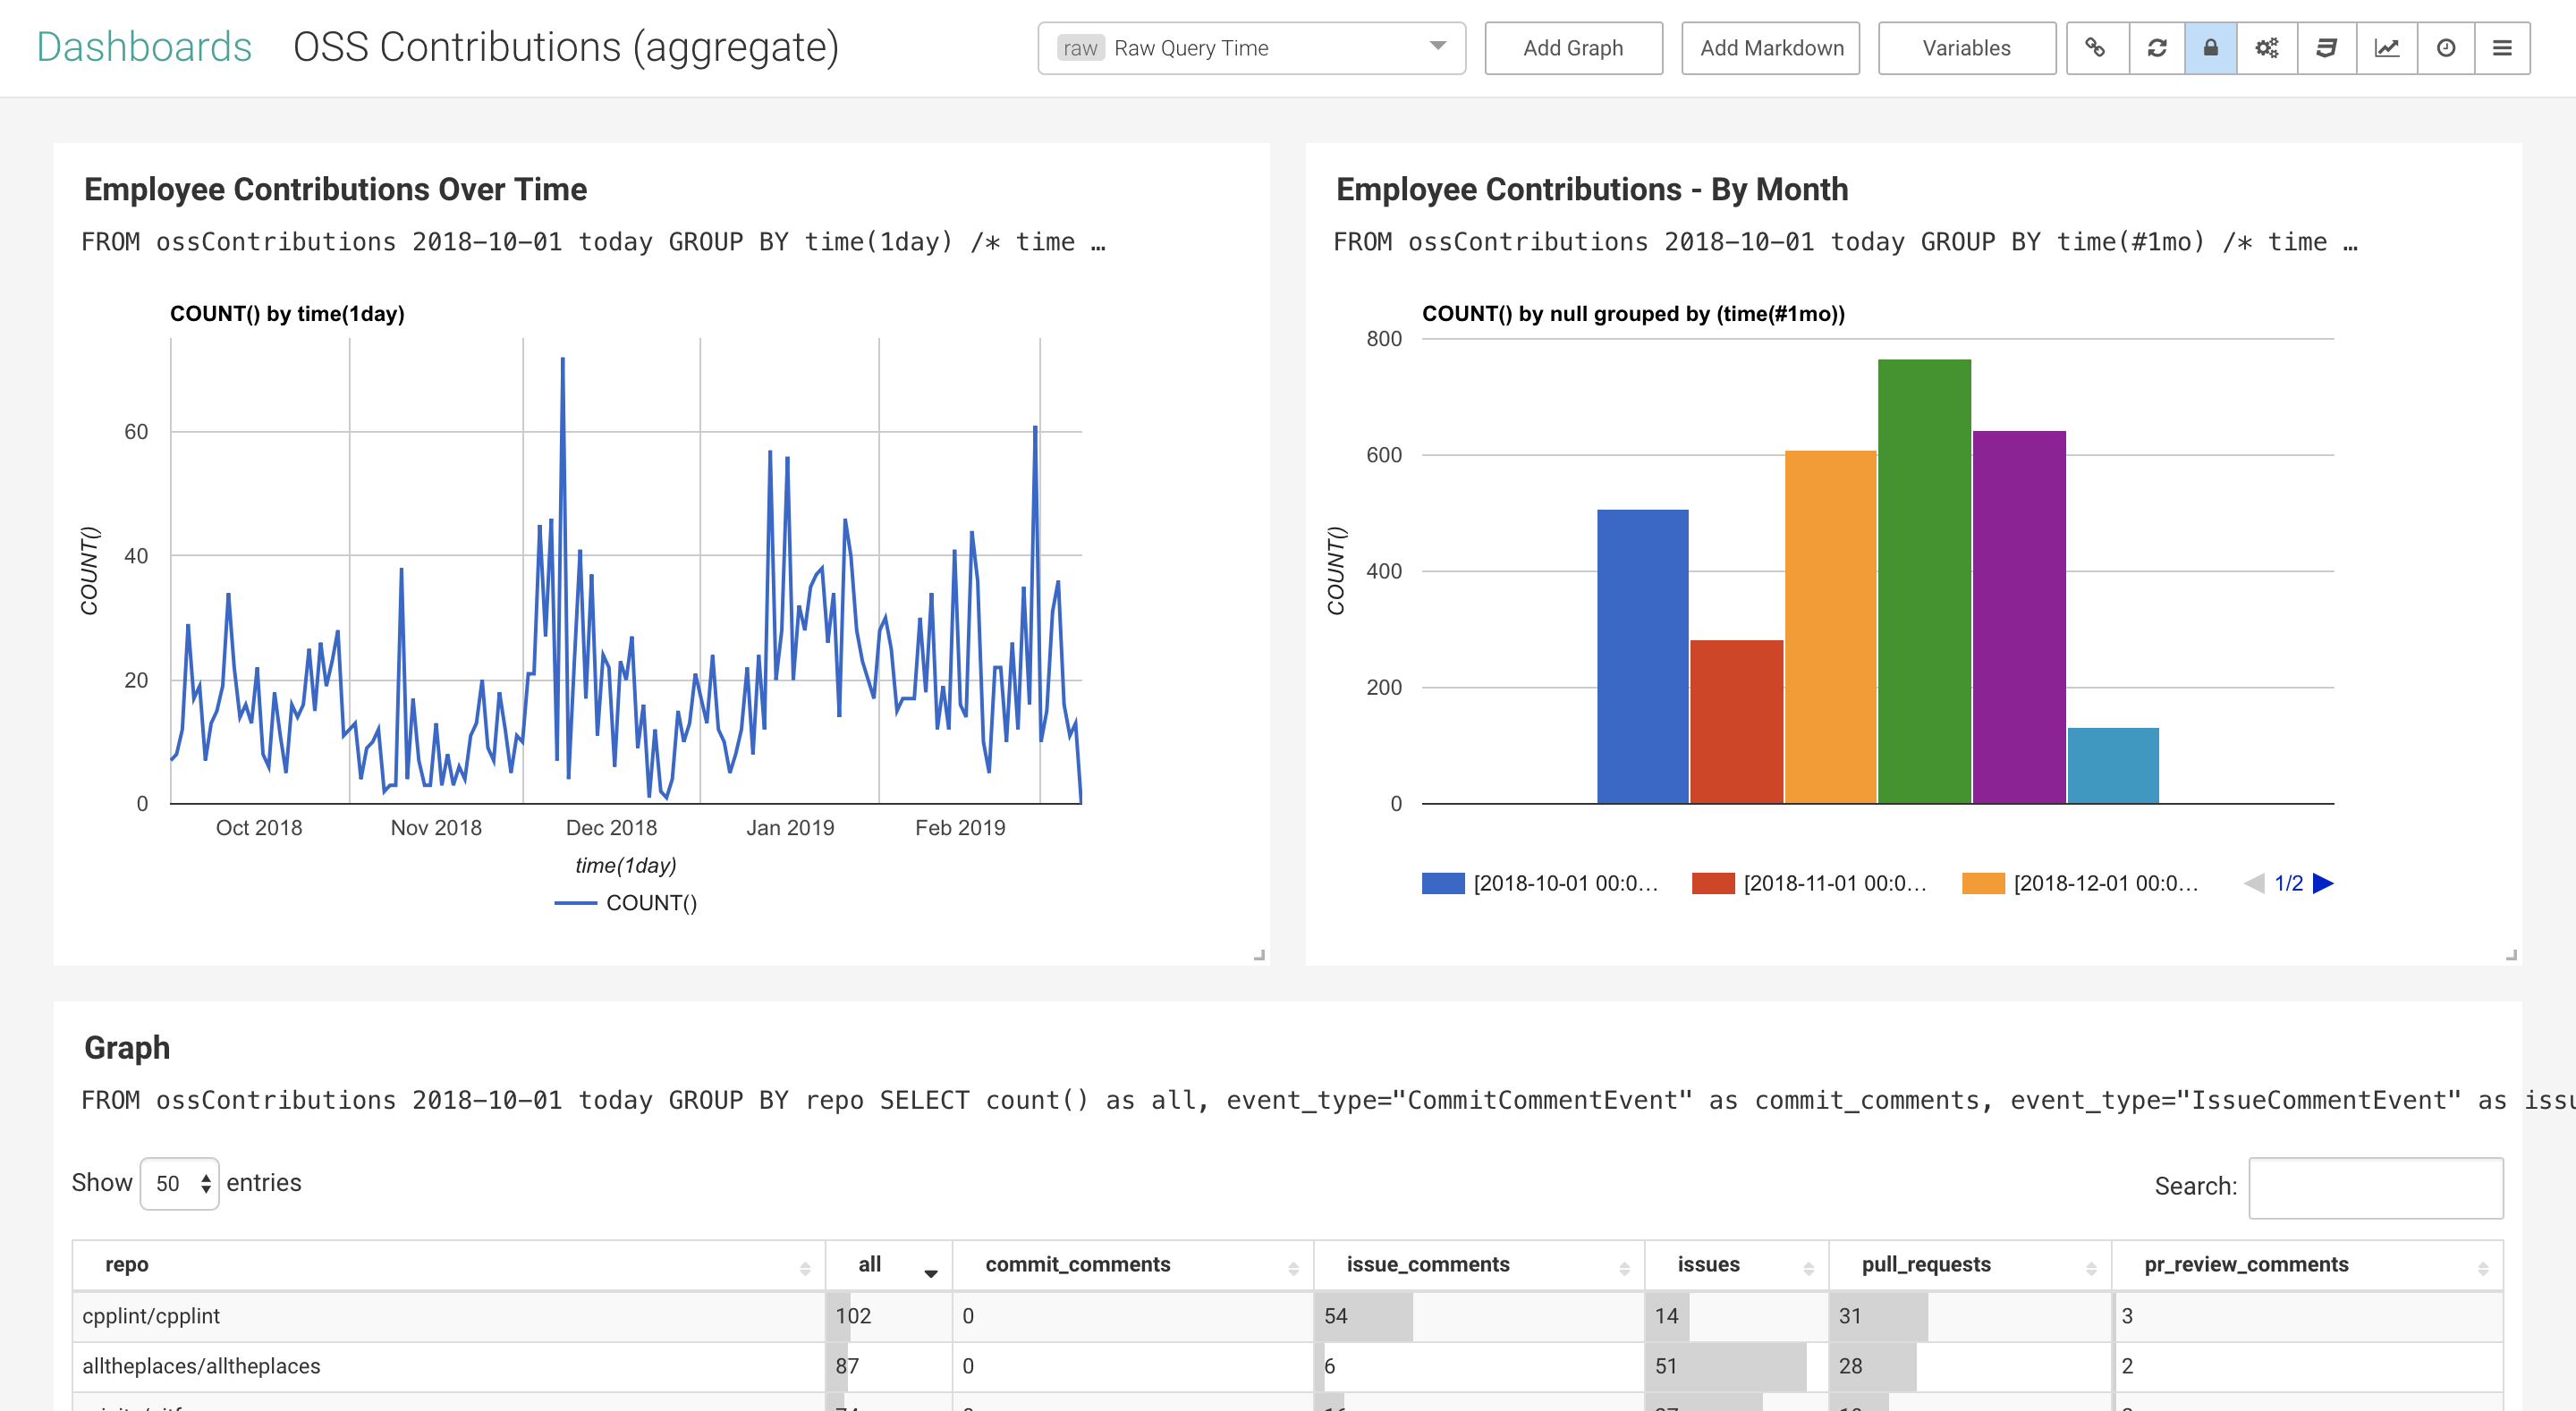 Dashboards OSS Contributions (aggregate)
raw Raw Query Time
Add Graph
Add Markdown
Variables
Employee Contributions Over Time
FROM ossContributions 2018-10-01 today GROUP BY time(1day) /* time …
COUNT() by time(1day)
60
40
20
0
COUNT()
Oct 2018 Nov 2018 Dec 2018 Jan 2019 Feb 2019
time(1day)
COUNT()
Employee Contributions - By Month
FROM ossContributions 2018-10-01 today GROUP BY time(#1mo) /* time …
COUNT() by null grouped by (time(#1mo))
800
600
400
200
0
COUNT()
[2018-10-01 00:0… [2018-11-01 00:0… [2018-12-01 00:0… 1/2
Graph
FROM ossContributions 2018-10-01 today GROUP BY repo SELECT count() as all, event_type="CommitCommentEvent" as commit_comments, event_type="IssueCommentEvent" as issu
Show 50 entries
Search:
repo all commit_comments issue_comments issues pull_requests pr_review_comments
cpplint/cpplint 102 0 54 14 31 3
alltheplaces/alltheplaces 87 0 6 51 28 2